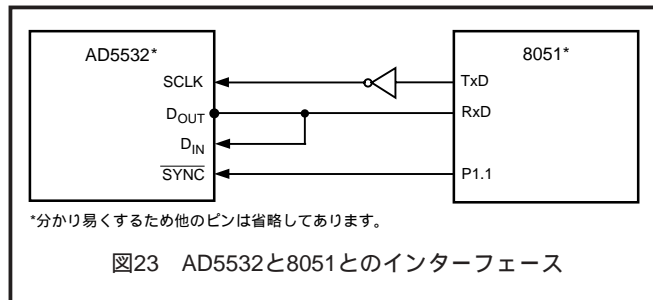 AD5532*
8051*
SCLK
TxD
DOUT
RxD
DIN
SYNC
P1.1
*分かり易くするため他のピンは省略してあります。
図23 AD5532と8051とのインターフェース